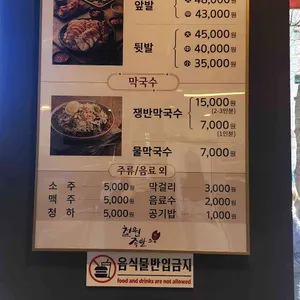 앞발
43,000원
뒷발
45,000원
40,000원
35,000원
막국수
쟁반막국수 15,000원
(2-3인분)
7,000원
(1인분)
물막국수 7,000원
주류/음료 외
소 주 5,000원 막걸리 3,000원
맥 주 5,000원 음료수 2,000원
청 하 5,000원 공기밥 1,000원
음식물반입금지
food and drinks are not allowed